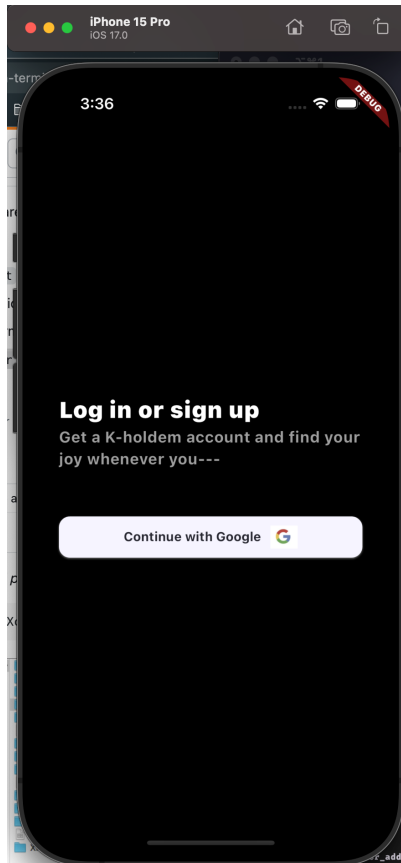 iPhone 15 Pro
iOS 17.0
-termi
3:36
DEBUG
Log in or sign up
Get a K-holdem account and find your
joy whenever you---
Continue with Google G